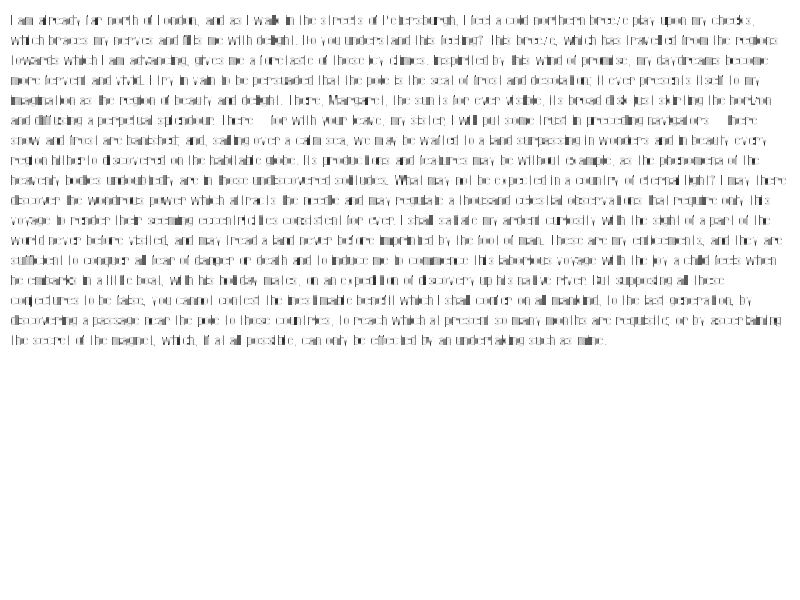 I am already far north of London, and as I walk in the streets of Petersburgh, I feel a cold northern breeze play upon my cheeks,
which braces my nerves and fills me with delight. Do you understand this feeling? This breeze, which has travelled from the regions
towards which I am advancing, gives me a foretaste of those icy climes. Inspirited by this wind of promise, my daydreams become
more fervent and vivid. I try in vain to be persuaded that the pole is the seat of frost and desolation; it ever presents itself to my
imagination as the region of beauty and delight. There, Margaret, the sun is for ever visible, its broad disk just skirting the horizon
and diffusing a perpetual splendour. There — for with your leave, my sister, I will put some trust in preceding navigators — there
snow and frost are banished; and, sailing over a calm sea, we may be wafted to a land surpassing in wonders and in beauty every
region hitherto discovered on the habitable globe. Its productions and features may be without example, as the phenomena of the
heavenly bodies undoubtedly are in those undiscovered solitudes. What may not be expected in a country of eternal light? I may there
discover the wondrous power which attracts the needle and may regulate a thousand celestial observations that require only this
voyage to render their seeming eccentricities consistent for ever. I shall satiate my ardent curiosity with the sight of a part of the
world never before visited, and may tread a land never before imprinted by the foot of man. These are my enticements, and they are
sufficient to conquer all fear of danger or death and to induce me to commence this laborious voyage with the joy a child feels when
he embarks in a little boat, with his holiday mates, on an expedition of discovery up his native river. But supposing all these
conjectures to be false, you cannot contest the inestimable benefit which I shall confer on all mankind, to the last generation, by
discovering a passage near the pole to those countries, to reach which at present so many months are requisite; or by ascertaining
the secret of the magnet, which, if at all possible, can only be effected by an undertaking such as mine.